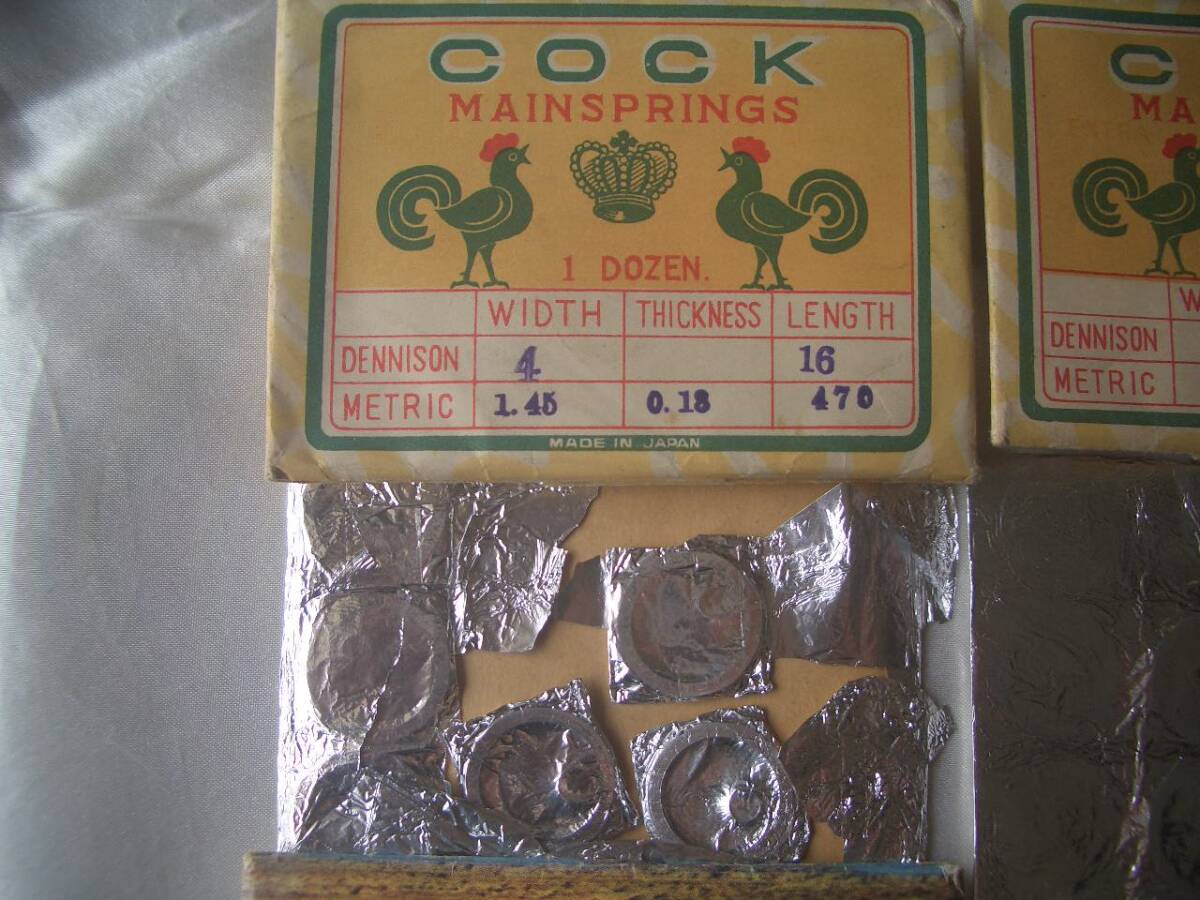 COCK
MAINSPRINGS
1 DOZEN.
WIDTH THICKNESS LENGTH
DENNISON 4 16
METRIC 1.45 0.18 470
MADE IN JAPAN
C
MA
W
DENNISON
METRIC